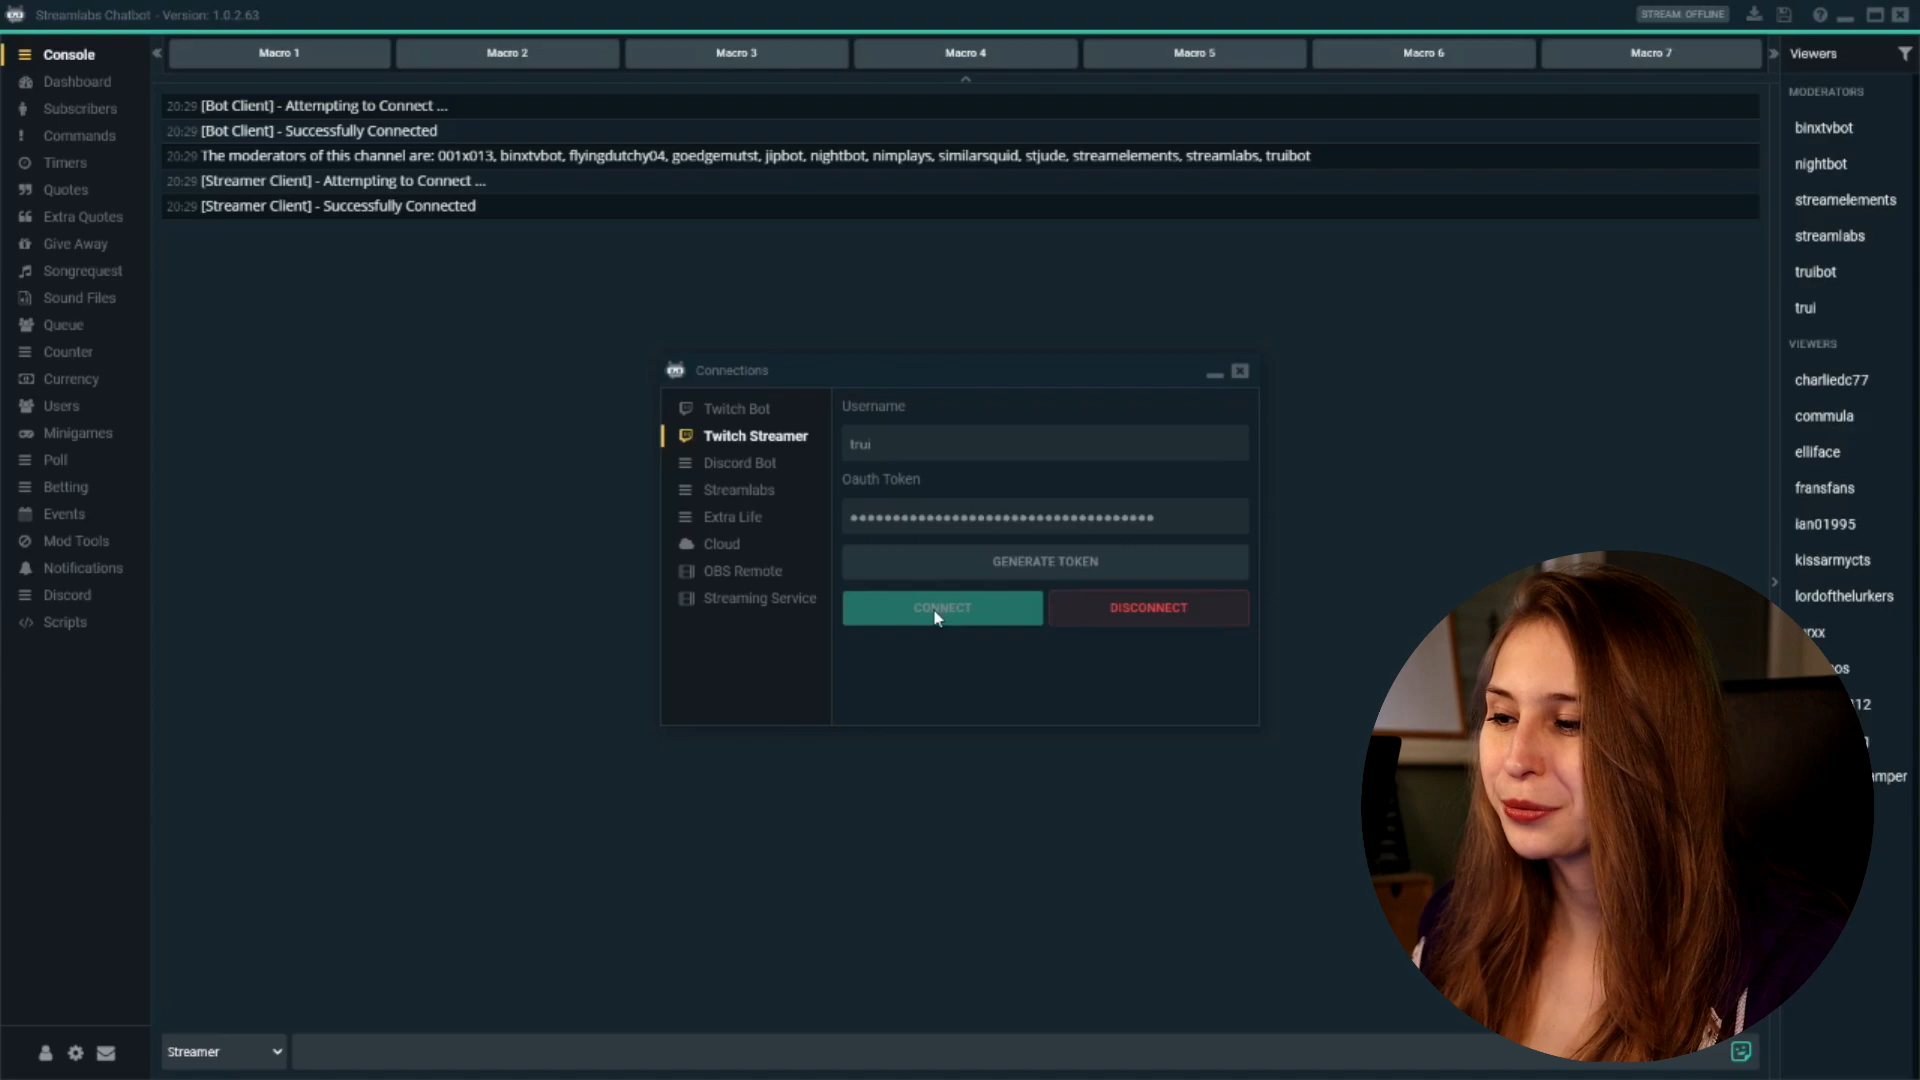 Streamlabs Chatbot - Version: 1.0.2.63
STREAM: OFFLINE
Console
Dashboard
Subscribers
Commands
Timers
Quotes
Extra Quotes
Give Away
Songrequest
Sound Files
Queue
Counter
Currency
Users
Minigames
Poll
Betting
Events
Mod Tools
Notifications
Discord
Scripts
Macro 1
Macro 2
Macro 3
Macro 4
Macro 5
Macro 6
Macro 7
20:29 [Bot Client] - Attempting to Connect ...
20:29 [Bot Client] - Successfully Connected
20:29 The moderators of this channel are: 001x013, binxtvbot, flyingdutchy04, goedgemutst, jipbot, nightbot, nimplays, similarsquid, stjude, streamelements, streamlabs, truibot
20:29 [Streamer Client] - Attempting to Connect ...
20:29 [Streamer Client] - Successfully Connected
Connections
Twitch Bot
Twitch Streamer
Discord Bot
Streamlabs
Extra Life
Cloud
OBS Remote
Streaming Service
Username
trui
Oauth Token
GENERATE TOKEN
CONNECT
DISCONNECT
Streamer
Viewers
MODERATORS
binxtvbot
nightbot
streamelements
streamlabs
truibot
trui
VIEWERS
charliedc77
commula
elliface
fransfans
ian01995
kissarmycts
lordofthelurkers